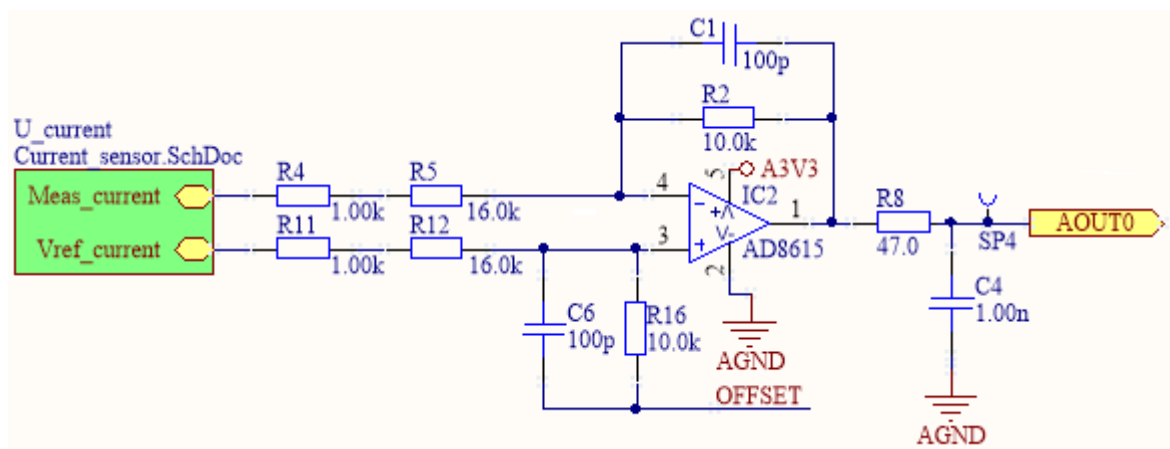 C1
100p
R2
10.0k
U_current
Current_sensor.SchDoc
Meas_current
R4
1.00k
R5
16.0k
4
5
A3V3
IC2
1
R8
47.0
SP4
AOUT0
Vref_current
R11
1.00k
R12
16.0k
3
+
-
V-
2
AD8615
C6
100p
R16
10.0k
AGND
OFFSET
C4
1.00n
AGND